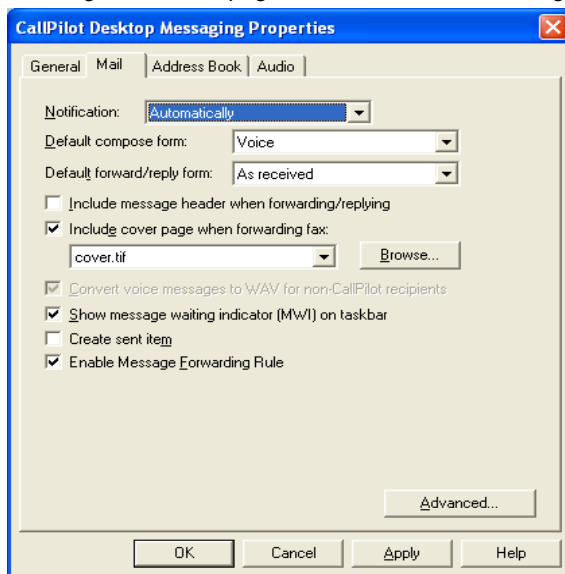 CallPilot Desktop Messaging Properties
General Mail Address Book Audio
Notification: Automatically
Default compose form: Voice
Default forward/reply form: As received
Include message header when forwarding/replying
Include cover page when forwarding fax:
cover.tif Browse...
Convert voice messages to WAV for non-CallPilot recipients
Show message waiting indicator (MWI) on taskbar
Create sent item
Enable Message Forwarding Rule
Advanced...
OK Cancel Apply Help